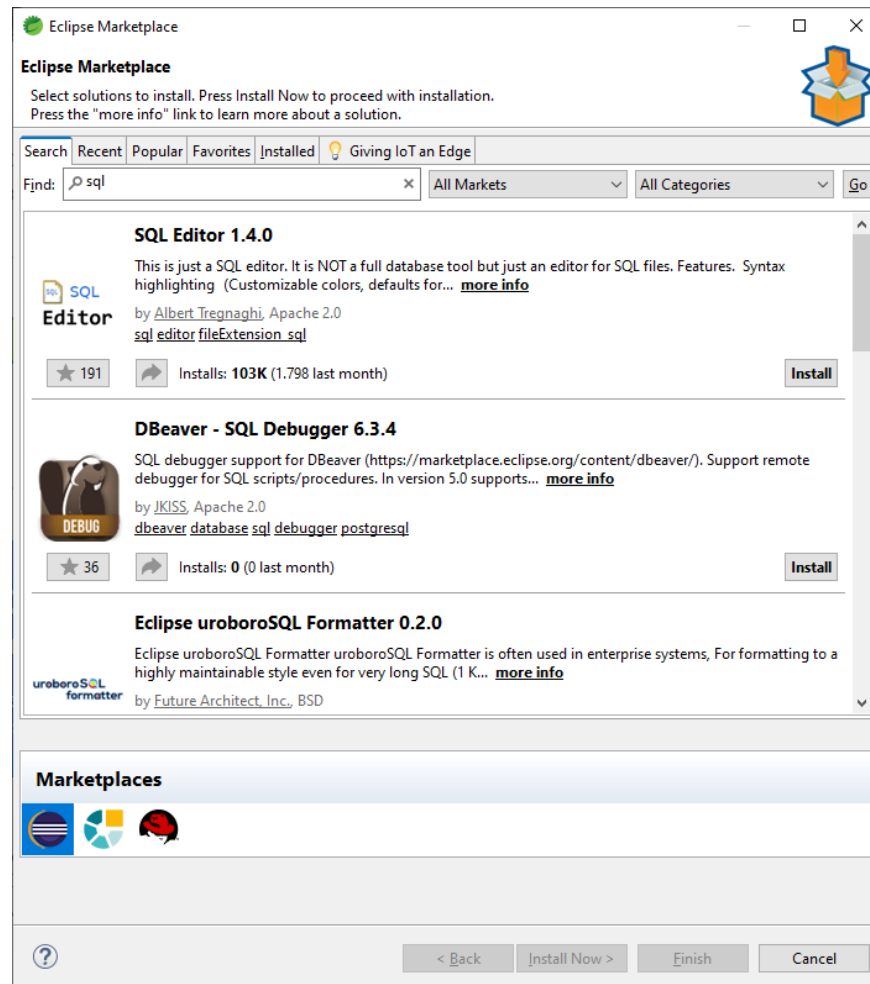 Eclipse Marketplace
Eclipse Marketplace
Select solutions to install. Press Install Now to proceed with installation.
Press the "more info" link to learn more about a solution.
Search Recent Popular Favorites Installed Giving IoT an Edge
Find: sql All Markets All Categories Go
SQL Editor 1.4.0
This is just a SQL editor. It is NOT a full database tool but just an editor for SQL files. Features. Syntax
highlighting (Customizable colors, defaults for... more info
SQL
Editor
by Albert Tregnaghi, Apache 2.0
sql editor fileExtension_sql
191 Installs: 103K (1.798 last month) Install
DBeaver - SQL Debugger 6.3.4
SQL debugger support for DBeaver (https://marketplace.eclipse.org/content/dbeaver/). Support remote
debugger for SQL scripts/procedures. In version 5.0 supports... more info
by JKISS, Apache 2.0
DEBUG
dbeaver database sql debugger postgresql
36 Installs: 0 (0 last month) Install
Eclipse uroboroSQL Formatter 0.2.0
Eclipse uroboroSQL Formatter uroboroSQL Formatter is often used in enterprise systems, For formatting to a
highly maintainable style even for very long SQL (1 K... more info
uroboroSQL
formatter
by Future Architect, Inc., BSD
Marketplaces
< Back Install Now > Finish Cancel